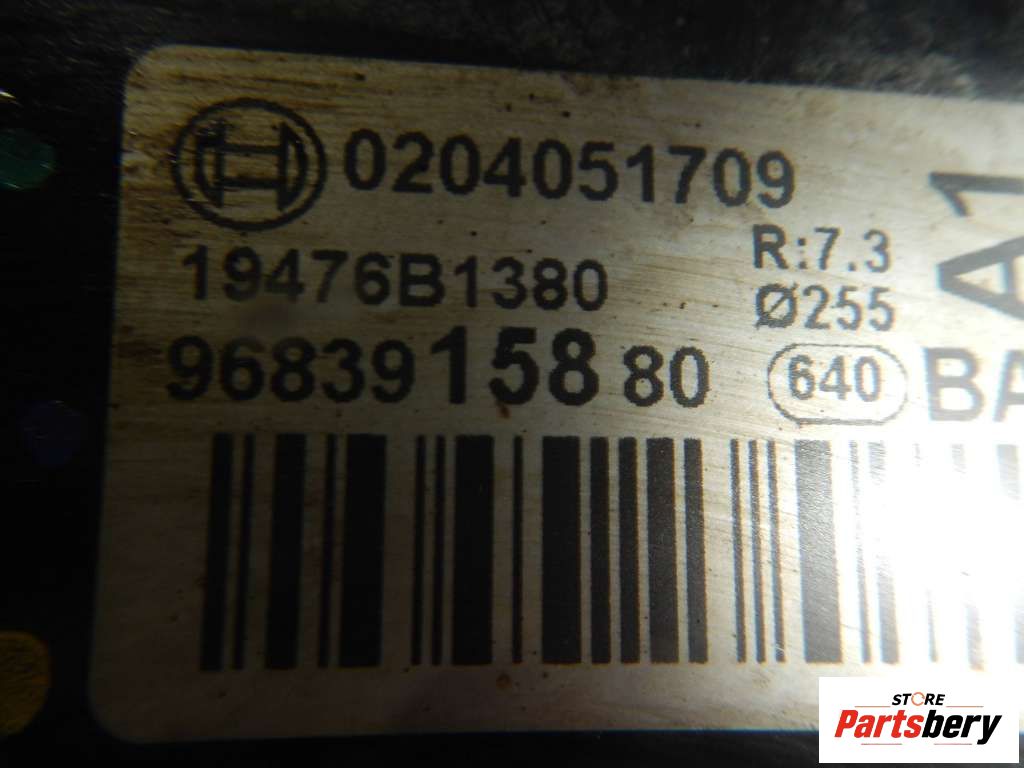 0204051709
A1
19476B1380
R:7.3
Ø255
9683915880
640
BA
STORE
Partsbery